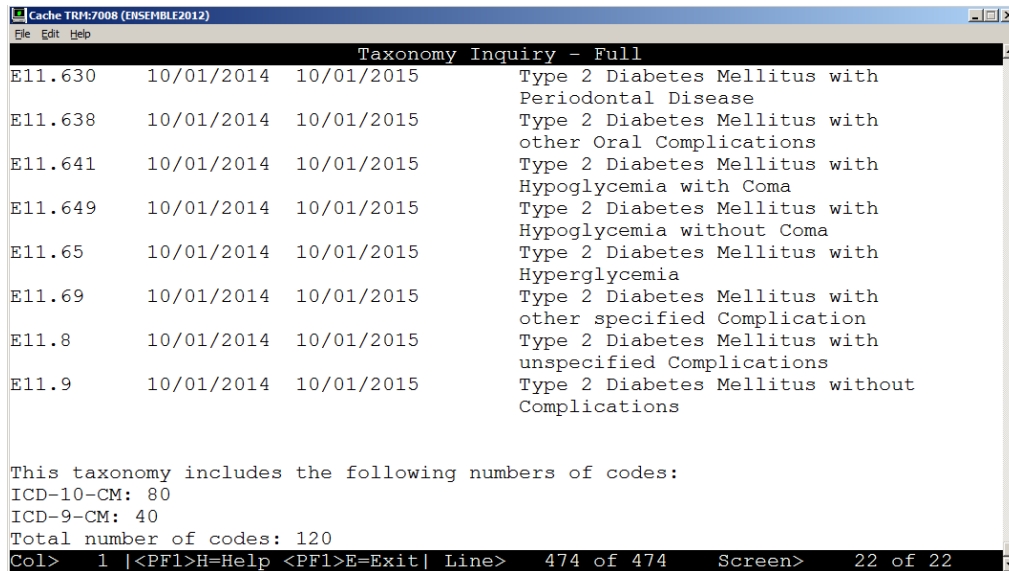 Cache TRM:7008 (ENSEMBLE2012)
File Edit Help
Taxonomy Inquiry - Full
E11.630 10/01/2014 10/01/2015 Type 2 Diabetes Mellitus with
Periodontal Disease
E11.638 10/01/2014 10/01/2015 Type 2 Diabetes Mellitus with
other Oral Complications
E11.641 10/01/2014 10/01/2015 Type 2 Diabetes Mellitus with
Hypoglycemia with Coma
E11.649 10/01/2014 10/01/2015 Type 2 Diabetes Mellitus with
Hypoglycemia without Coma
E11.65 10/01/2014 10/01/2015 Type 2 Diabetes Mellitus with
Hyperglycemia
E11.69 10/01/2014 10/01/2015 Type 2 Diabetes Mellitus with
other specified Complication
E11.8 10/01/2014 10/01/2015 Type 2 Diabetes Mellitus with
unspecified Complications
E11.9 10/01/2014 10/01/2015 Type 2 Diabetes Mellitus without
Complications
This taxonomy includes the following numbers of codes:
ICD-10-CM: 80
ICD-9-CM: 40
Total number of codes: 120
Col> 1 |<PF1>H=Help <PF1>E=Exit| Line> 474 of 474 Screen> 22 of 22